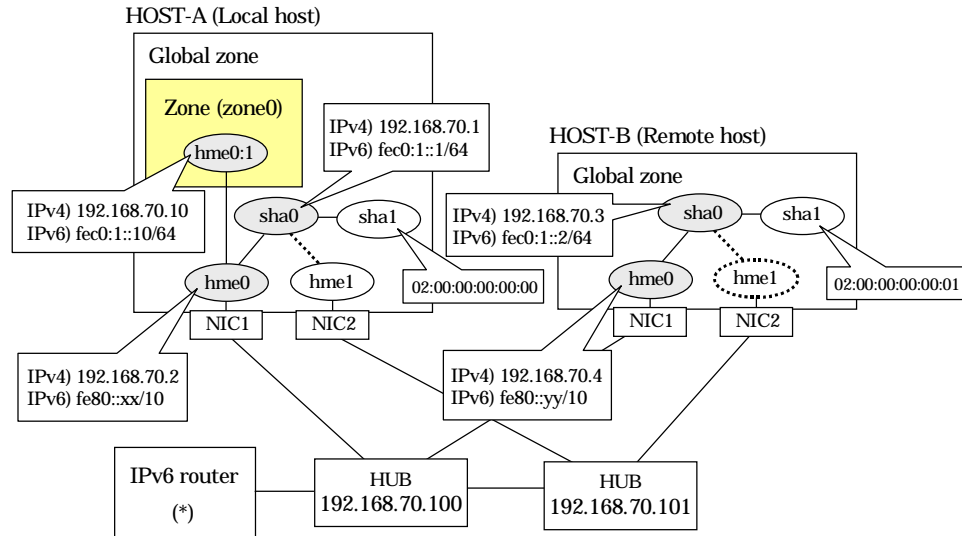 HOST-A (Local host)
Global zone
Zone (zone0)
hme0:1
IPv4) 192.168.70.1
IPv6) fec0:1::1/64
IPv4) 192.168.70.10
IPv6) fec0:1::10/64
sha0
sha1
hme0
hme1
02:00:00:00:00:00
NIC1
NIC2
IPv4) 192.168.70.2
IPv6) fe80::xx/10
HOST-B (Remote host)
Global zone
IPv4) 192.168.70.3
IPv6) fec0:1::2/64
sha0
sha1
hme0
hme1
02:00:00:00:00:01
NIC1
NIC2
IPv4) 192.168.70.4
IPv6) fe80::yy/10
IPv6 router
(*)
HUB
192.168.70.100
HUB
192.168.70.101